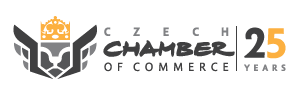 CZECH
CHAMBER
OF COMMERCE
25
YEARS